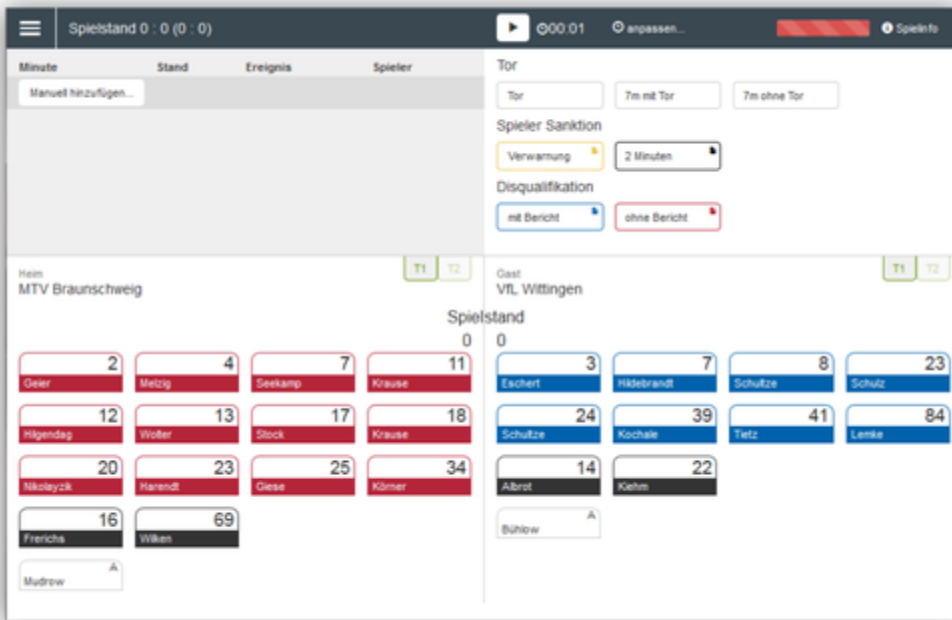 Spielstand 0 : 0 (0 : 0)
00:01
anpassen...
Spielinfo
Minute Stand Ereignis Spieler
Manuell hinzufügen...
Tor
Tor 7m mit Tor 7m ohne Tor
Spieler Sanktion
Verwarnung 2 Minuten
Disqualifikation
mit Bericht ohne Bericht
Heim
MTV Braunschweig
T1 T2
Gast
VfL Wittingen
T1 T2
Spielstand
0 0
2 4 7 11
Geier Melzig Seekamp Krause
12 13 17 18
Hilgendag Wolter Stock Krause
20 23 25 34
Nikolayzik Harendt Giese Körner
16 69
Frerichs Wilken
A
Mudrow
3 7 8 23
Eschert Hildebrandt Schultze Schulz
24 39 41 84
Schultze Kochale Tietz Lemke
14 22
Albrot Kiehm
A
Bühlow